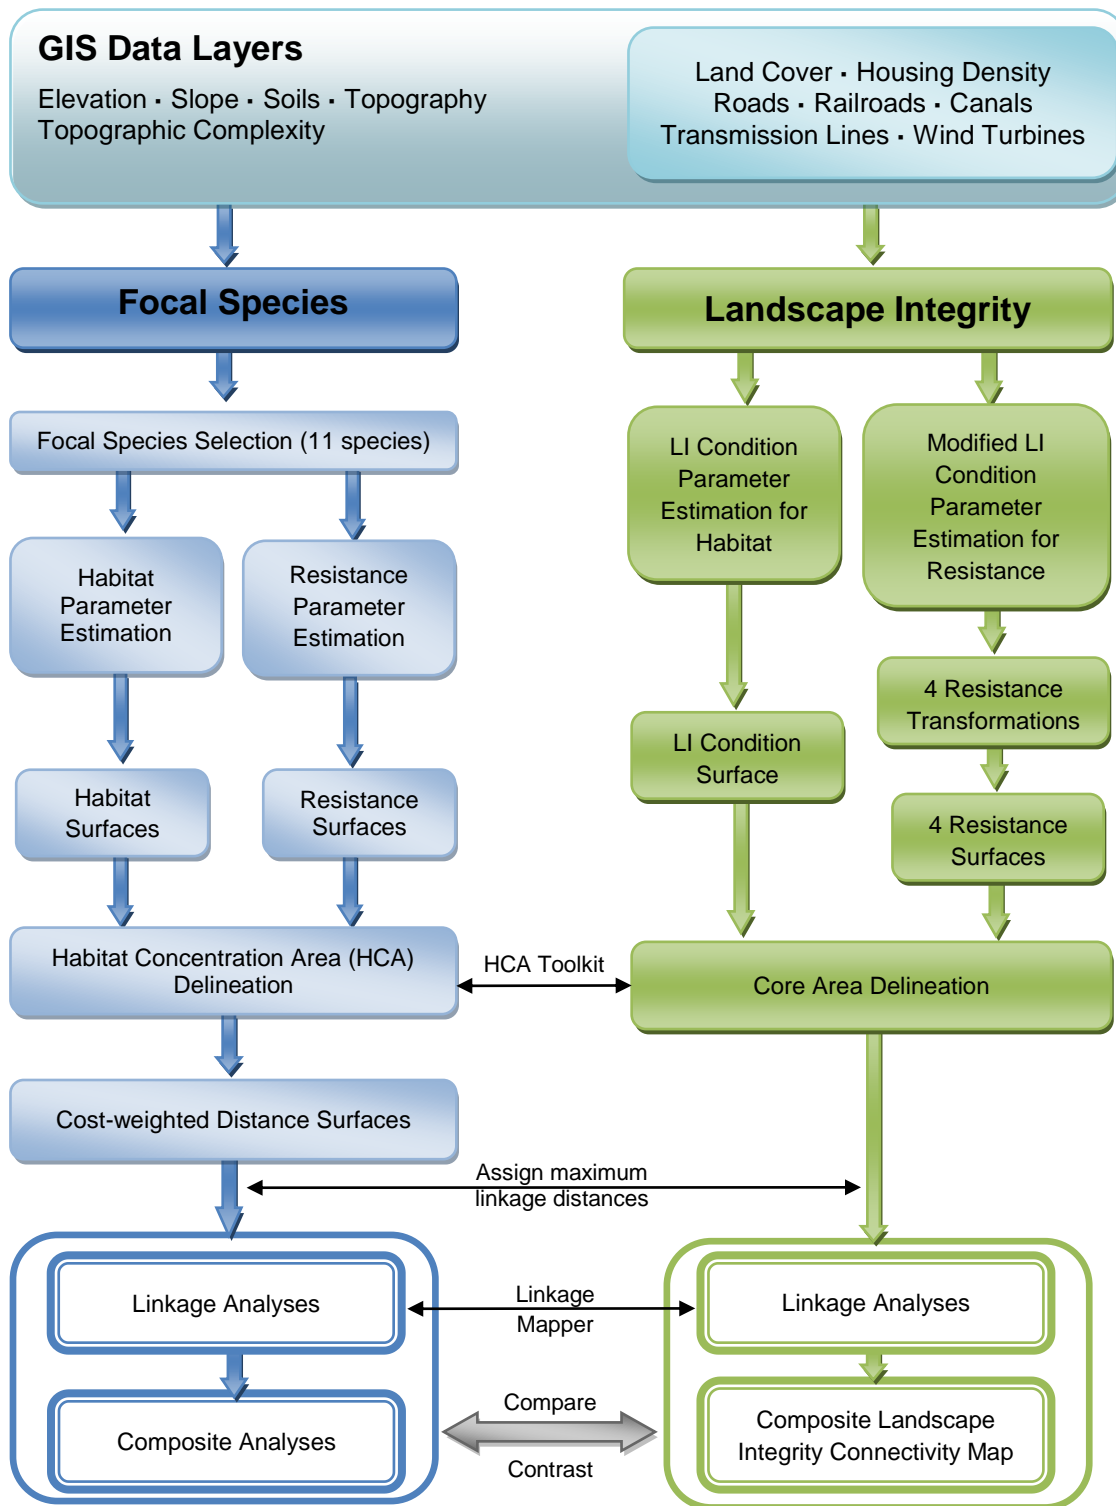 GIS Data Layers
Elevation ▪ Slope ▪ Soils ▪ Topography
Topographic Complexity
Land Cover ▪ Housing Density
Roads ▪ Railroads ▪ Canals
Transmission Lines ▪ Wind Turbines
Focal Species
Landscape Integrity
Focal Species Selection (11 species)
LI Condition
Parameter
Estimation for
Habitat
Modified LI
Condition
Parameter
Estimation for
Resistance
Habitat
Parameter
Estimation
Resistance
Parameter
Estimation
4 Resistance
Transformations
LI Condition
Surface
Habitat
Surfaces
Resistance
Surfaces
4 Resistance
Surfaces
Habitat Concentration Area (HCA)
Delineation
HCA Toolkit
Core Area Delineation
Cost-weighted Distance Surfaces
Assign maximum
linkage distances
Linkage Analyses
Linkage
Mapper
Linkage Analyses
Composite Analyses
Compare
Contrast
Composite Landscape
Integrity Connectivity Map